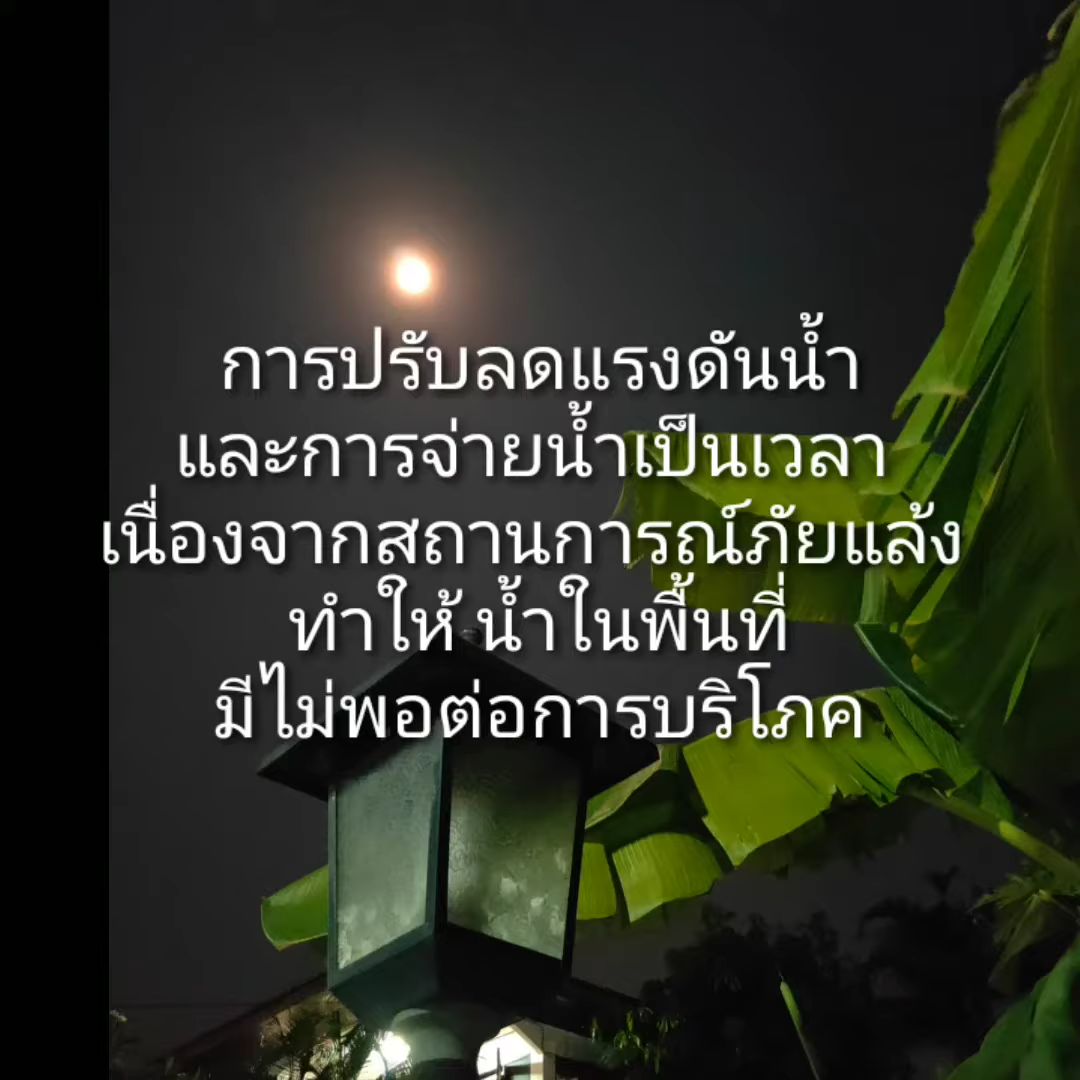 การปรับลดแรงดันน้ำ
และการจ่ายน้ำเป็นเวลา
เนื่องจากสถานการณ์ภัยแล้ง
ทำให้ น้ำในพื้นที่
มีไม่พอต่อการบริโภค